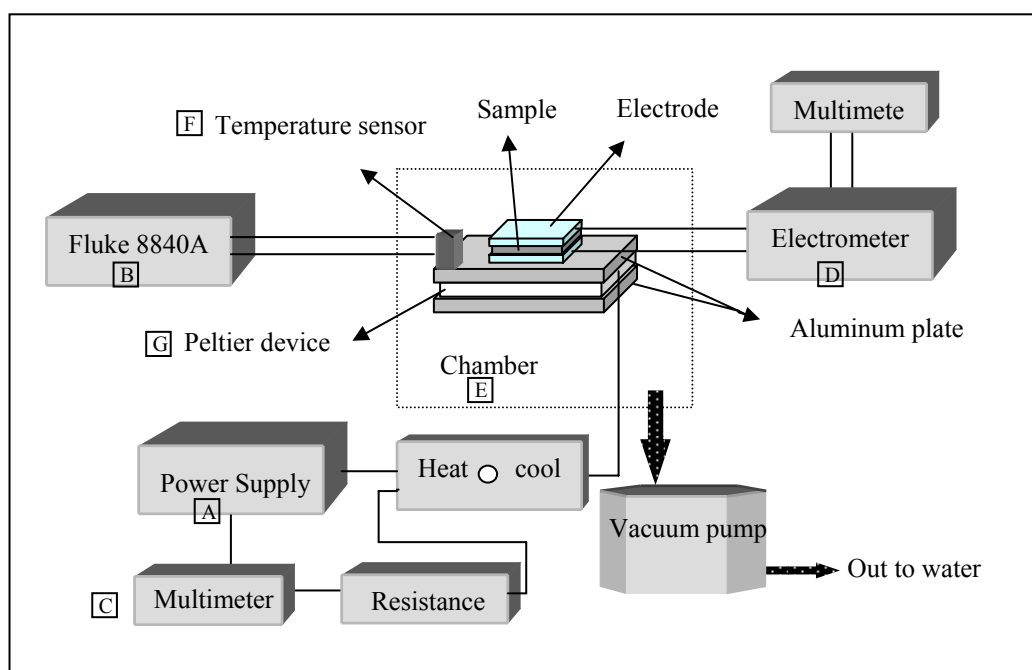 Sample
Electrode
Multimete
F Temperature sensor
Fluke 8840A
B
Electrometer
D
G Peltier device
Aluminum plate
Chamber
E
Power Supply
A
Heat cool
Vacuum pump
Out to water
C Multimeter
Resistance